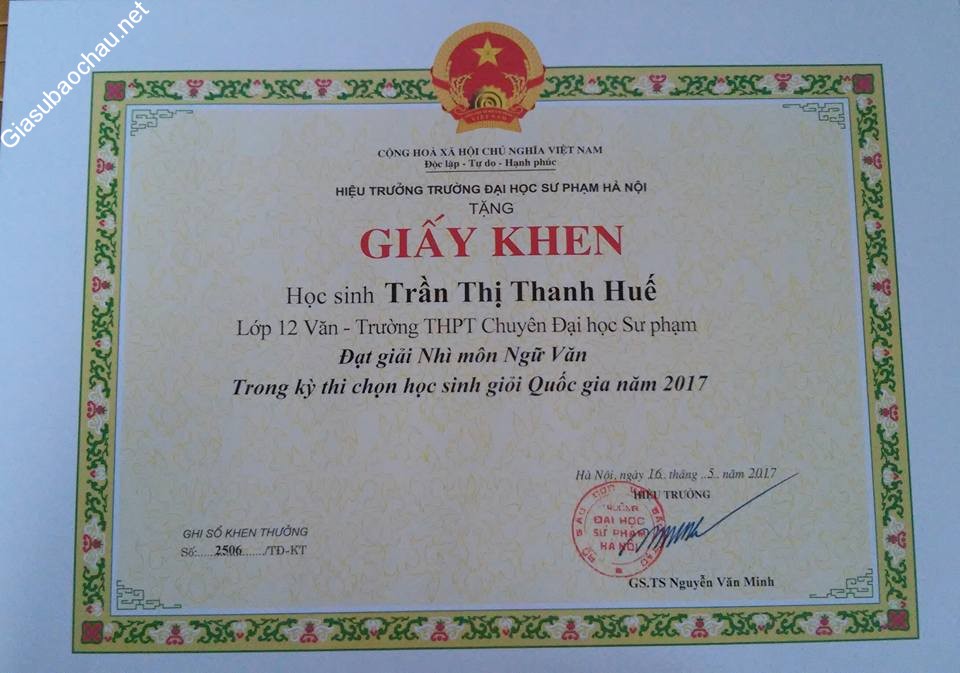 Giasubaochau.net
VIỆT NAM
CỘNG HOÀ XÃ HỘI CHỦ NGHĨA VIỆT NAM
Độc lập - Tự do - Hạnh phúc
HIỆU TRƯỞNG TRƯỜNG ĐẠI HỌC SƯ PHẠM HÀ NỘI
TẶNG
GIẤY KHEN
Học sinh Trần Thị Thanh Huế
Lớp 12 Văn - Trường THPT Chuyên Đại học Sư phạm
Đạt giải Nhì môn Ngữ Văn
Trong kỳ thi chọn học sinh giỏi Quốc gia năm 2017
Hà Nội, ngày 16. tháng ..5.. năm 2017
HIỆU TRƯỞNG
TRƯỜNG
ĐẠI HỌC
SƯ PHẠM
HÀ NỘI
GHI SỔ KHEN THƯỞNG
Số:.....2506......./TĐ-KT
GS.TS Nguyễn Văn Minh